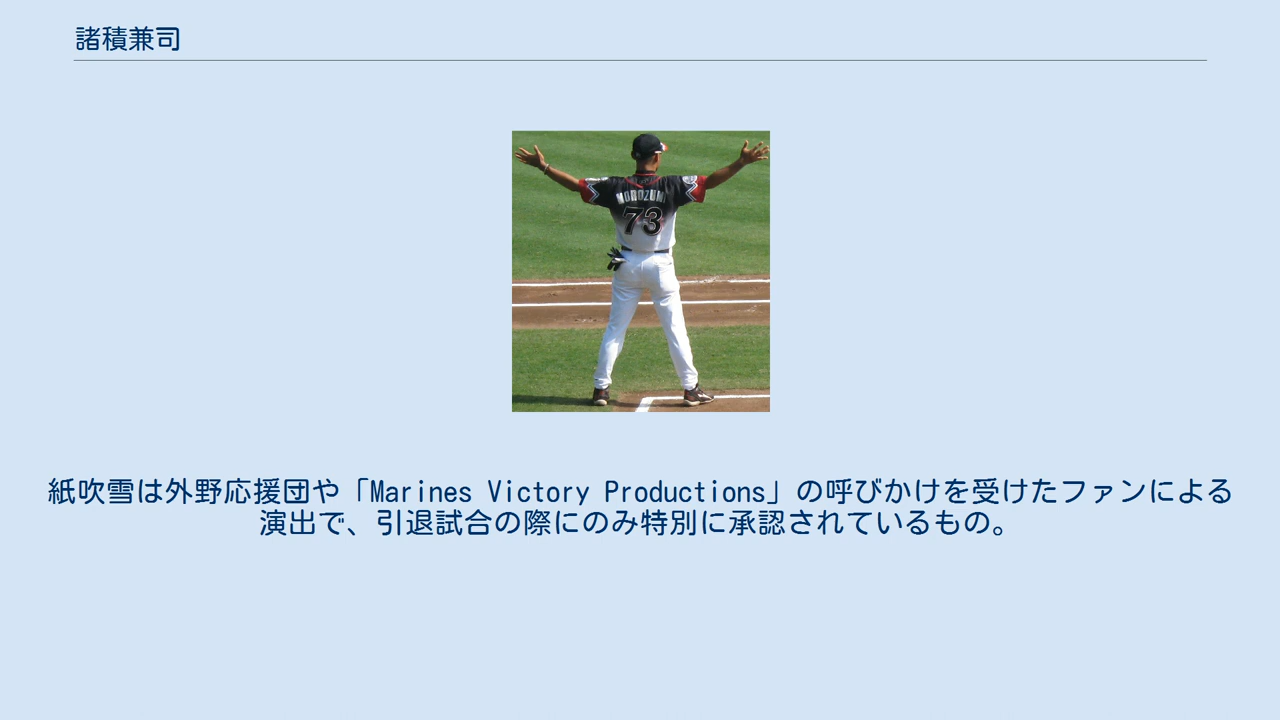 諸積兼司
MOROZUMI
73
紙吹雪は外野応援団や「Marines Victory Productions」の呼びかけを受けたファンによる
演出で、引退試合の際にのみ特別に承認されているもの。